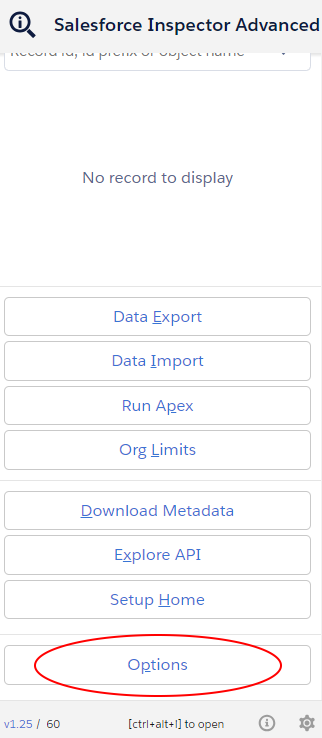 Salesforce Inspector Advanced
Record id, id prefix or object name
No record to display
Data Export
Data Import
Run Apex
Org Limits
Download Metadata
Explore API
Setup Home
Options
v1.25 / 60 [ctrl+alt+I] to open